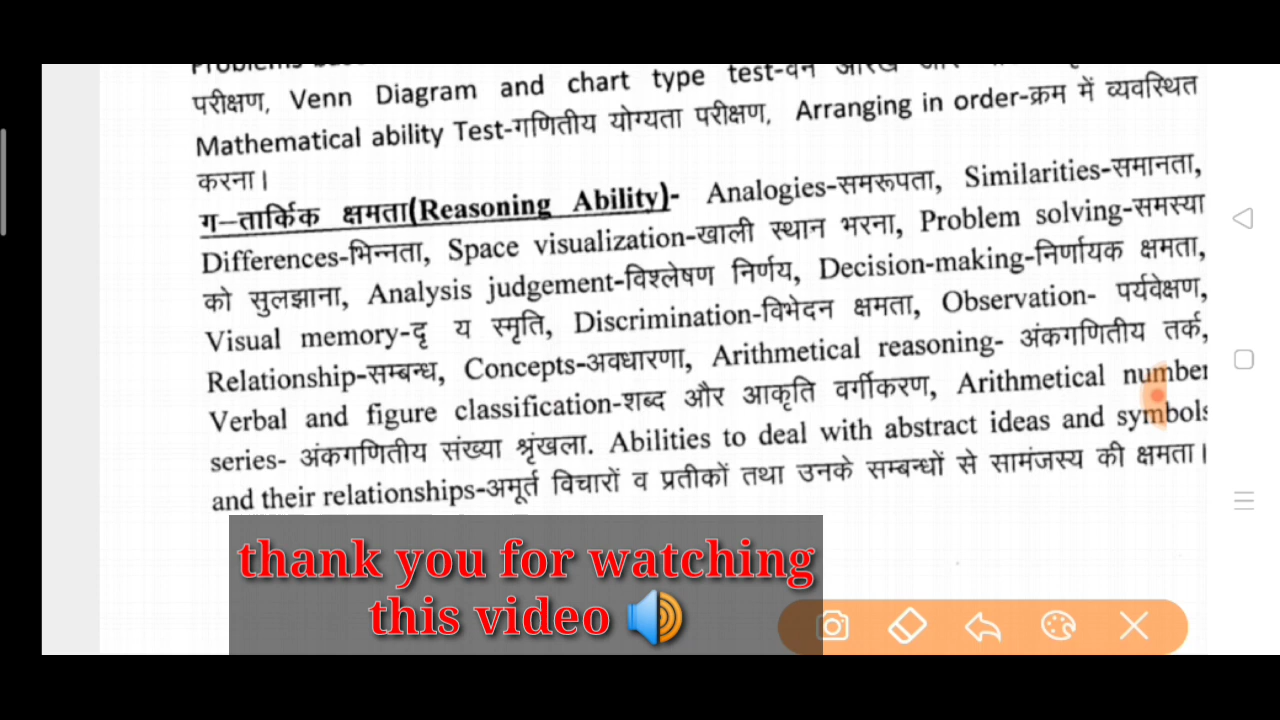 परीक्षण, Venn Diagram and chart type test-वेन
Mathematical ability Test-गणितीय योग्यता परीक्षण, Arranging in order-क्रम में व्यवस्थित
करना।
ग–तार्किक क्षमता(Reasoning Ability)- Analogies-समरूपता, Similarities-समानता,
Differences-भिन्नता, Space visualization-खाली स्थान भरना, Problem solving-समस्या
को सुलझाना, Analysis judgement-विश्लेषण निर्णय, Decision-making-निर्णायक क्षमता,
Visual memory-दृ य स्मृति, Discrimination-विभेदन क्षमता, Observation- पर्यवेक्षण,
Relationship-सम्बन्ध, Concepts-अवधारणा, Arithmetical reasoning- अंकगणितीय तर्क,
Verbal and figure classification-शब्द और आकृति वर्गीकरण, Arithmetical number
series- अंकगणितीय संख्या श्रृंखला. Abilities to deal with abstract ideas and symbols
and their relationships-अमूर्त विचारों व प्रतीकों तथा उनके सम्बन्धों से सामंजस्य की क्षमता।
thank you for watching
this video